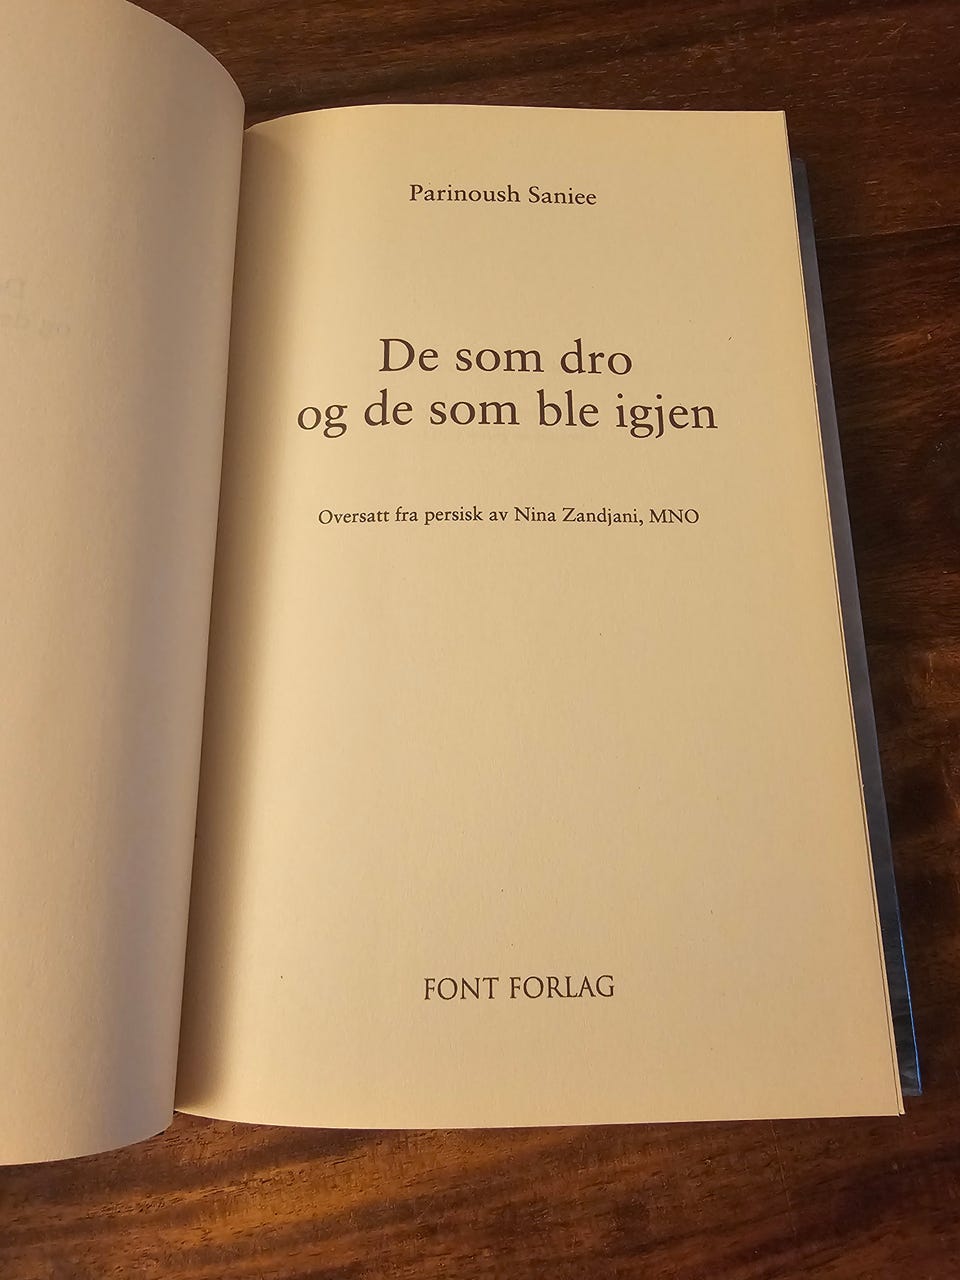 Parinoush Saniee
De som dro
og de som ble igjen
Oversatt fra persisk av Nina Zandjani, MNO
FONT FORLAG